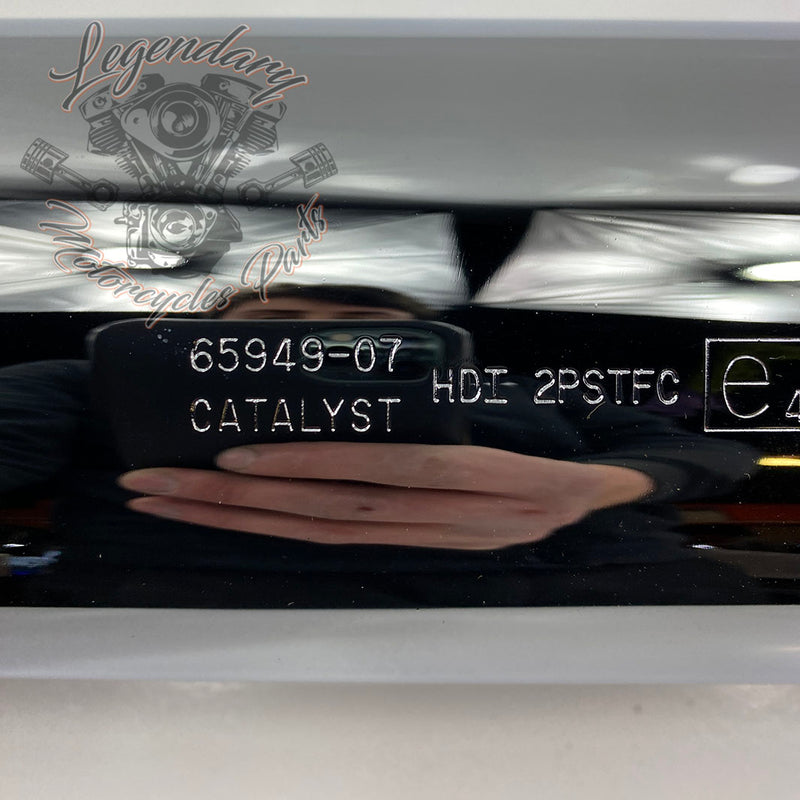 Legendary
Motorcycles Parts
65949-07
CATALYST
HDI 2PSTFC
e4